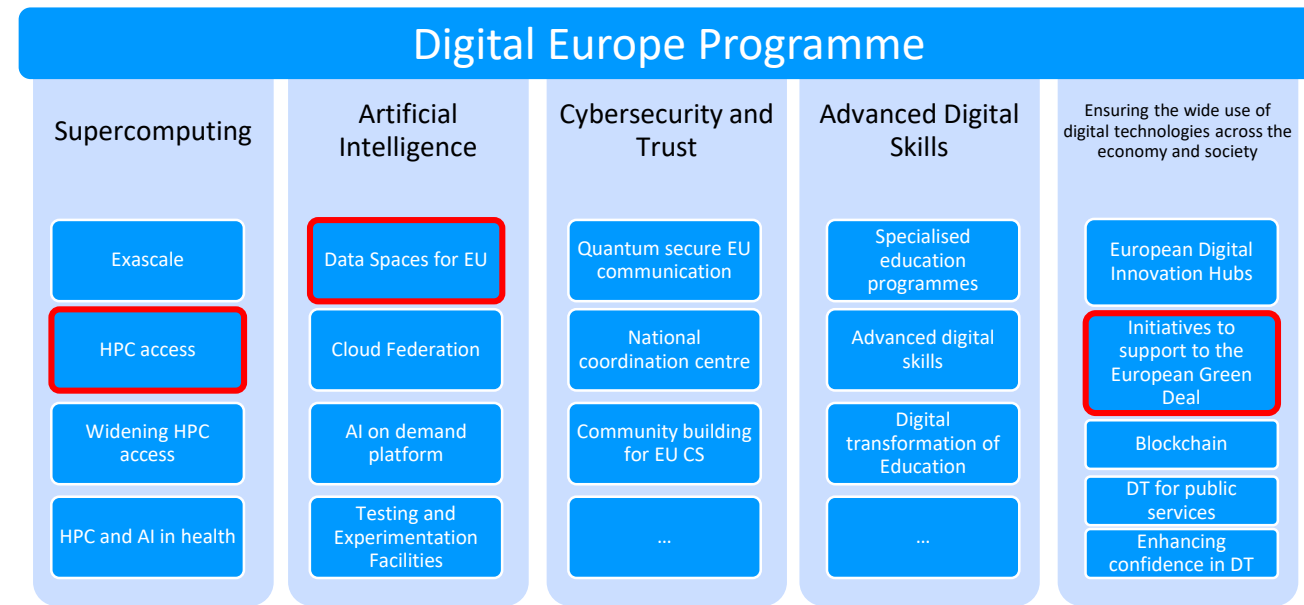 Digital Europe Programme
Supercomputing
Exascale
HPC access
Widening HPC
access
HPC and AI in health
Artificial
Intelligence
Data Spaces for EU
Cloud Federation
AI on demand
platform
Testing and
Experimentation
Facilities
Cybersecurity and
Trust
Quantum secure EU
communication
National
coordination centre
Community building
for EU CS
...
Advanced Digital
Skills
Specialised
education
programmes
Advanced digital
skills
Digital
transformation of
Education
...
Ensuring the wide use of
digital technologies across the
economy and society
European Digital
Innovation Hubs
Initiatives to
support to the
European Green
Deal
Blockchain
DT for public
services
Enhancing
confidence in DT